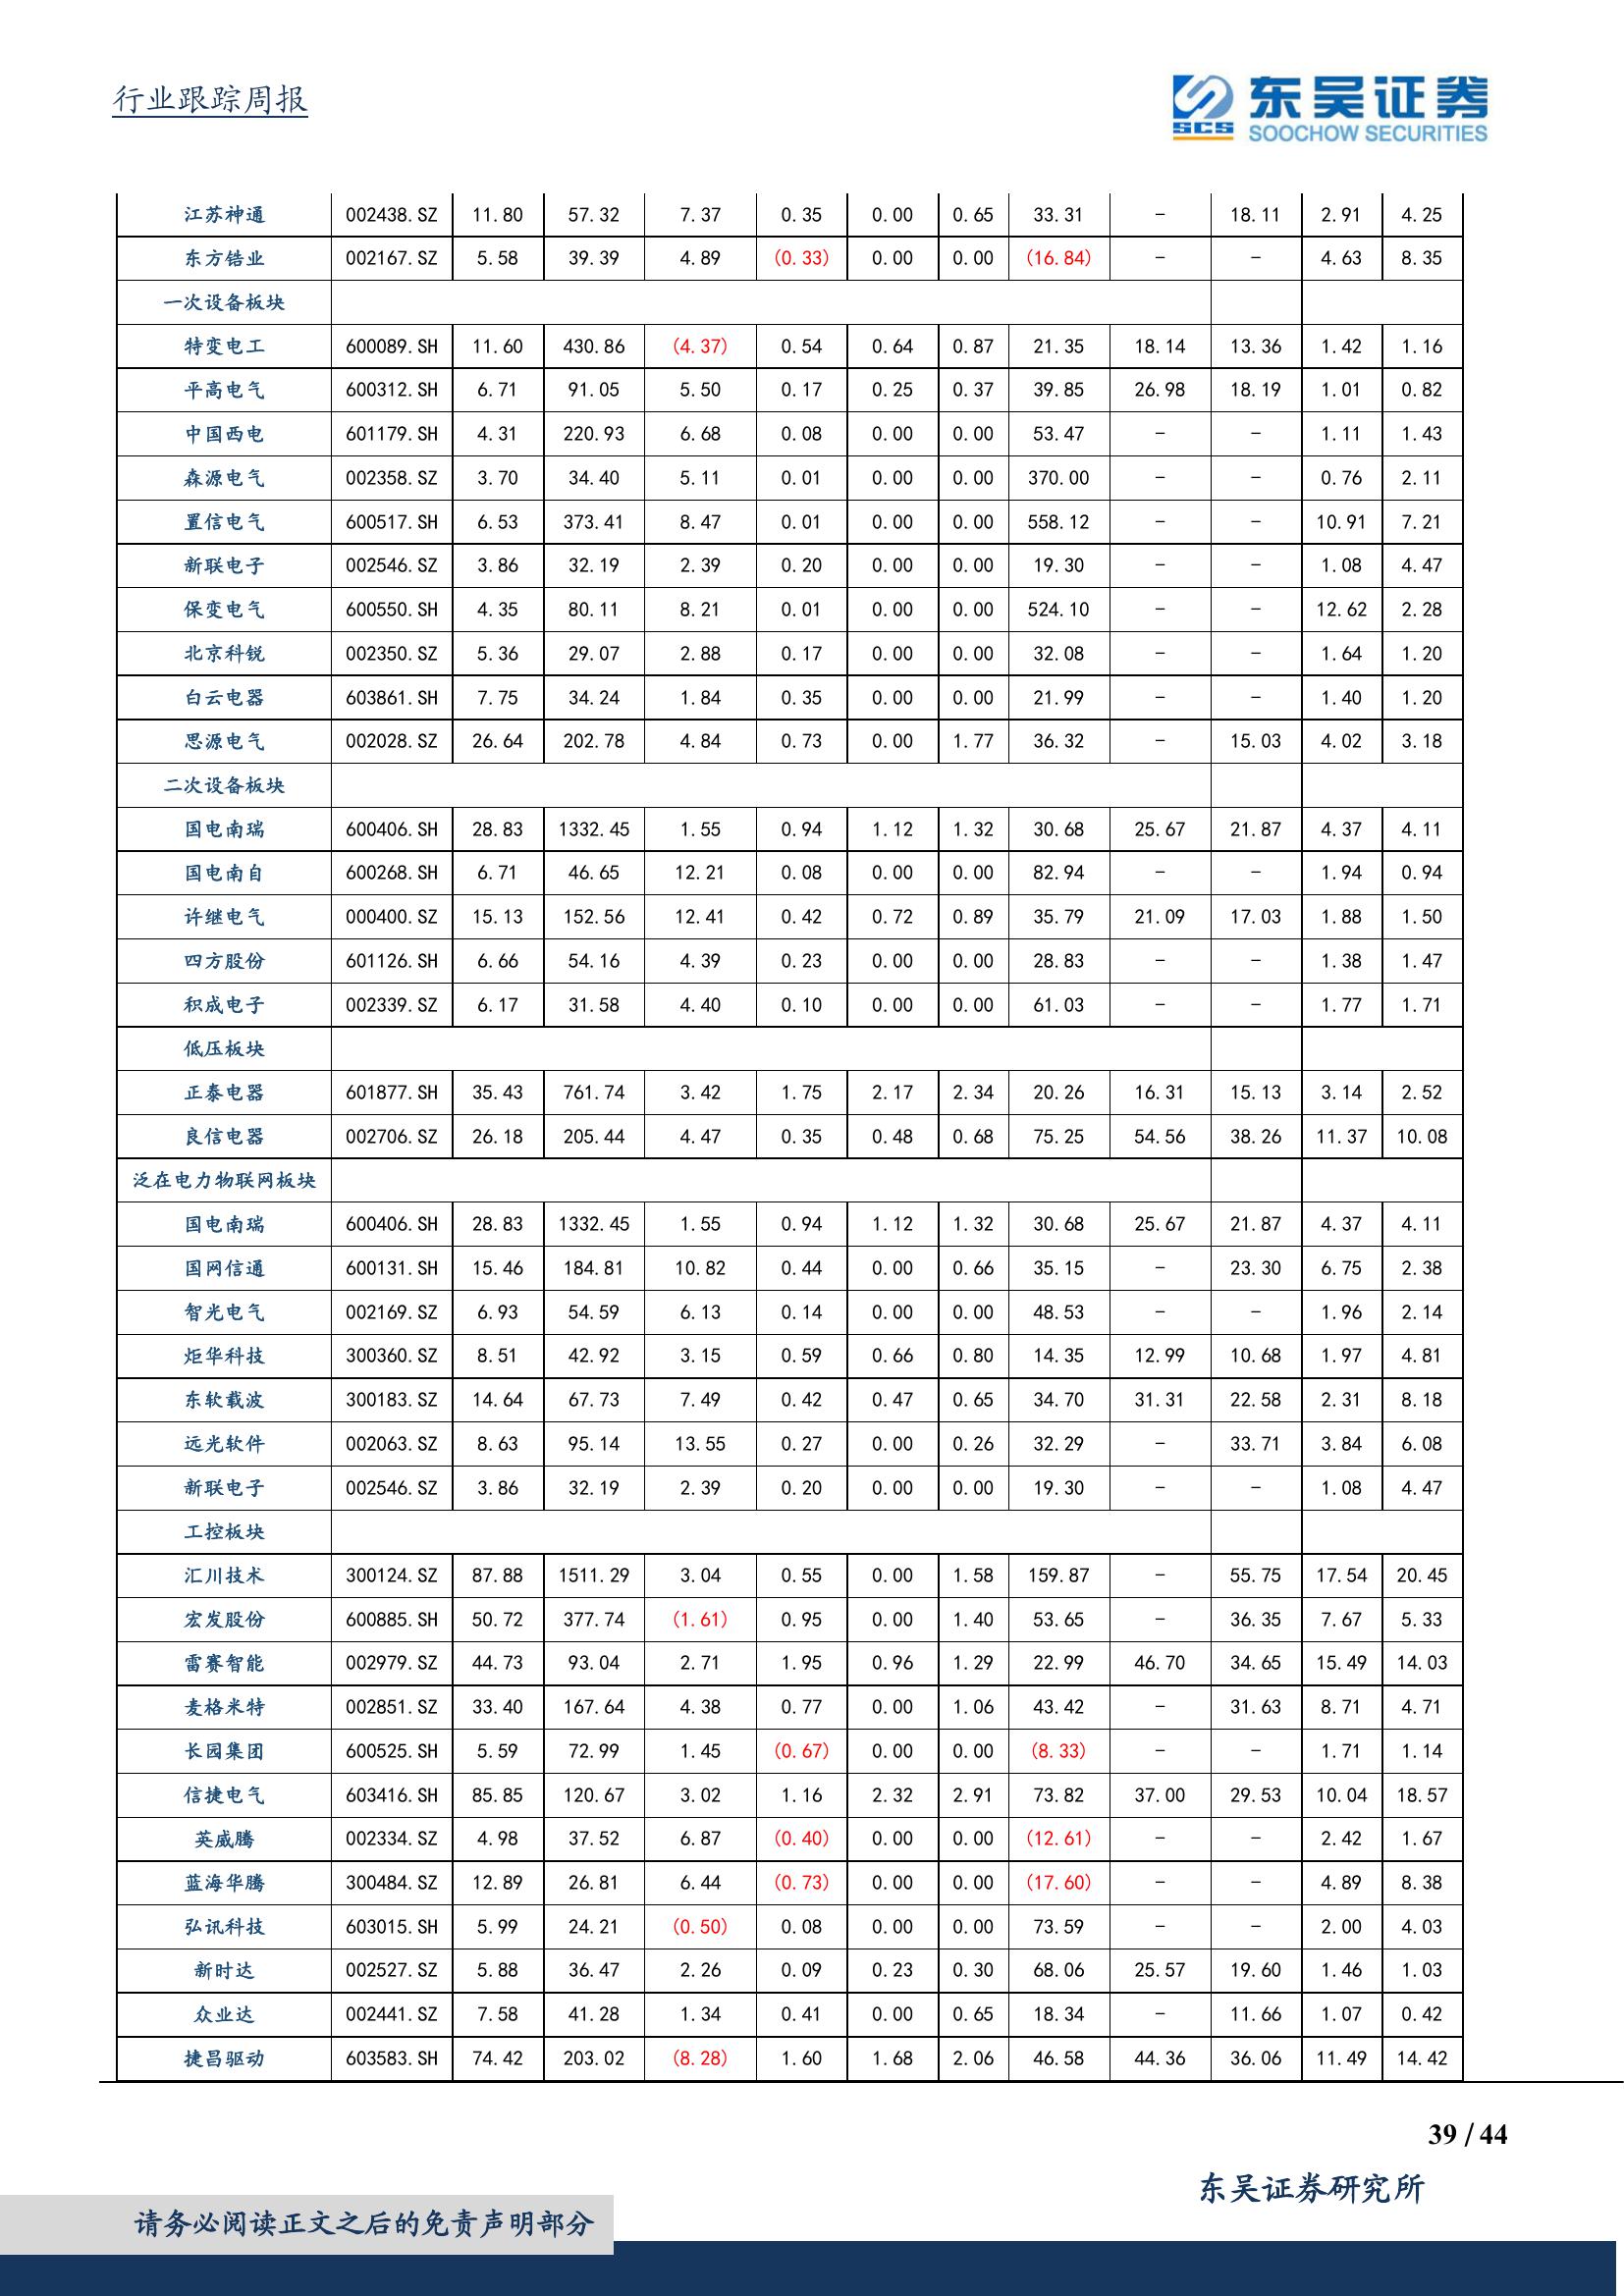 行业跟踪周报
东吴证券
SCS
SOOCHOW SECURITIES
江苏神通 002438.SZ 11.80 57.32 7.37 0.35 0.00 0.65 33.31 - 18.11 2.91 4.25
东方锆业 002167.SZ 5.58 39.39 4.89 (0.33) 0.00 0.00 (16.84) - - 4.63 8.35
一次设备板块
特变电工 600089.SH 11.60 430.86 (4.37) 0.54 0.64 0.87 21.35 18.14 13.36 1.42 1.16
平高电气 600312.SH 6.71 91.05 5.50 0.17 0.25 0.37 39.85 26.98 18.19 1.01 0.82
中国西电 601179.SH 4.31 220.93 6.68 0.08 0.00 0.00 53.47 - - 1.11 1.43
森源电气 002358.SZ 3.70 34.40 5.11 0.01 0.00 0.00 370.00 - - 0.76 2.11
置信电气 600517.SH 6.53 373.41 8.47 0.01 0.00 0.00 558.12 - - 10.91 7.21
新联电子 002546.SZ 3.86 32.19 2.39 0.20 0.00 0.00 19.30 - - 1.08 4.47
保变电气 600550.SH 4.35 80.11 8.21 0.01 0.00 0.00 524.10 - - 12.62 2.28
北京科锐 002350.SZ 5.36 29.07 2.88 0.17 0.00 0.00 32.08 - - 1.64 1.20
白云电器 603861.SH 7.75 34.24 1.84 0.35 0.00 0.00 21.99 - - 1.40 1.20
思源电气 002028.SZ 26.64 202.78 4.84 0.73 0.00 1.77 36.32 - 15.03 4.02 3.18
二次设备板块
国电南瑞 600406.SH 28.83 1332.45 1.55 0.94 1.12 1.32 30.68 25.67 21.87 4.37 4.11
国电南自 600268.SH 6.71 46.65 12.21 0.08 0.00 0.00 82.94 - - 1.94 0.94
许继电气 000400.SZ 15.13 152.56 12.41 0.42 0.72 0.89 35.79 21.09 17.03 1.88 1.50
四方股份 601126.SH 6.66 54.16 4.39 0.23 0.00 0.00 28.83 - - 1.38 1.47
积成电子 002339.SZ 6.17 31.58 4.40 0.10 0.00 0.00 61.03 - - 1.77 1.71
低压板块
正泰电器 601877.SH 35.43 761.74 3.42 1.75 2.17 2.34 20.26 16.31 15.13 3.14 2.52
良信电器 002706.SZ 26.18 205.44 4.47 0.35 0.48 0.68 75.25 54.56 38.26 11.37 10.08
泛在电力物联网板块
国电南瑞 600406.SH 28.83 1332.45 1.55 0.94 1.12 1.32 30.68 25.67 21.87 4.37 4.11
国网信通 600131.SH 15.46 184.81 10.82 0.44 0.00 0.66 35.15 - 23.30 6.75 2.38
智光电气 002169.SZ 6.93 54.59 6.13 0.14 0.00 0.00 48.53 - - 1.96 2.14
炬华科技 300360.SZ 8.51 42.92 3.15 0.59 0.66 0.80 14.35 12.99 10.68 1.97 4.81
东软载波 300183.SZ 14.64 67.73 7.49 0.42 0.47 0.65 34.70 31.31 22.58 2.31 8.18
远光软件 002063.SZ 8.63 95.14 13.55 0.27 0.00 0.26 32.29 - 33.71 3.84 6.08
新联电子 002546.SZ 3.86 32.19 2.39 0.20 0.00 0.00 19.30 - - 1.08 4.47
工控板块
汇川技术 300124.SZ 87.88 1511.29 3.04 0.55 0.00 1.58 159.87 - 55.75 17.54 20.45
宏发股份 600885.SH 50.72 377.74 (1.61) 0.95 0.00 1.40 53.65 - 36.35 7.67 5.33
雷赛智能 002979.SZ 44.73 93.04 2.71 1.95 0.96 1.29 22.99 46.70 34.65 15.49 14.03
麦格米特 002851.SZ 33.40 167.64 4.38 0.77 0.00 1.06 43.42 - 31.63 8.71 4.71
长园集团 600525.SH 5.59 72.99 1.45 (0.67) 0.00 0.00 (8.33) - - 1.71 1.14
信捷电气 603416.SH 85.85 120.67 3.02 1.16 2.32 2.91 73.82 37.00 29.53 10.04 18.57
英威腾 002334.SZ 4.98 37.52 6.87 (0.40) 0.00 0.00 (12.61) - - 2.42 1.67
蓝海华腾 300484.SZ 12.89 26.81 6.44 (0.73) 0.00 0.00 (17.60) - - 4.89 8.38
弘讯科技 603015.SH 5.99 24.21 (0.50) 0.08 0.00 0.00 73.59 - - 2.00 4.03
新时达 002527.SZ 5.88 36.47 2.26 0.09 0.23 0.30 68.06 25.57 19.60 1.46 1.03
众业达 002441.SZ 7.58 41.28 1.34 0.41 0.00 0.65 18.34 - 11.66 1.07 0.42
捷昌驱动 603583.SH 74.42 203.02 (8.28) 1.60 1.68 2.06 46.58 44.36 36.06 11.49 14.42
39 / 44
东吴证券研究所
请务必阅读正文之后的免责声明部分